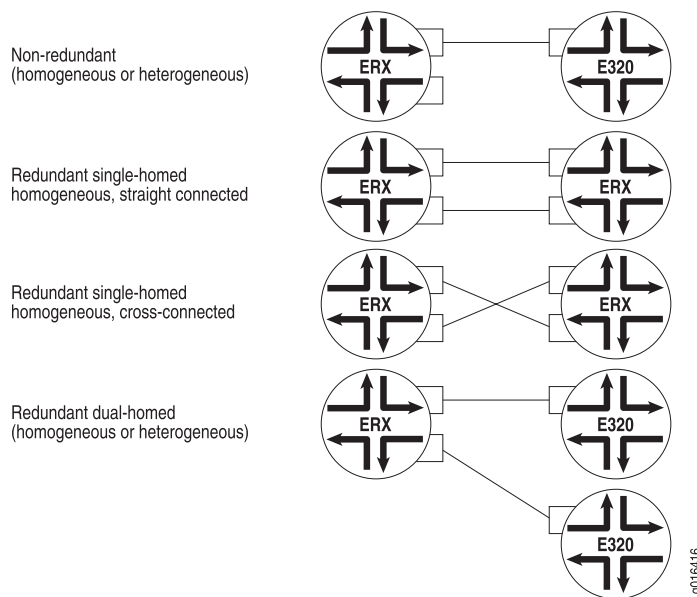 Non-redundant
(homogeneous or heterogeneous)
ERX
E320
Redundant single-homed
homogeneous, straight connected
ERX
ERX
Redundant single-homed
homogeneous, cross-connected
ERX
ERX
Redundant dual-homed
(homogeneous or heterogeneous)
ERX
E320
E320
g016416